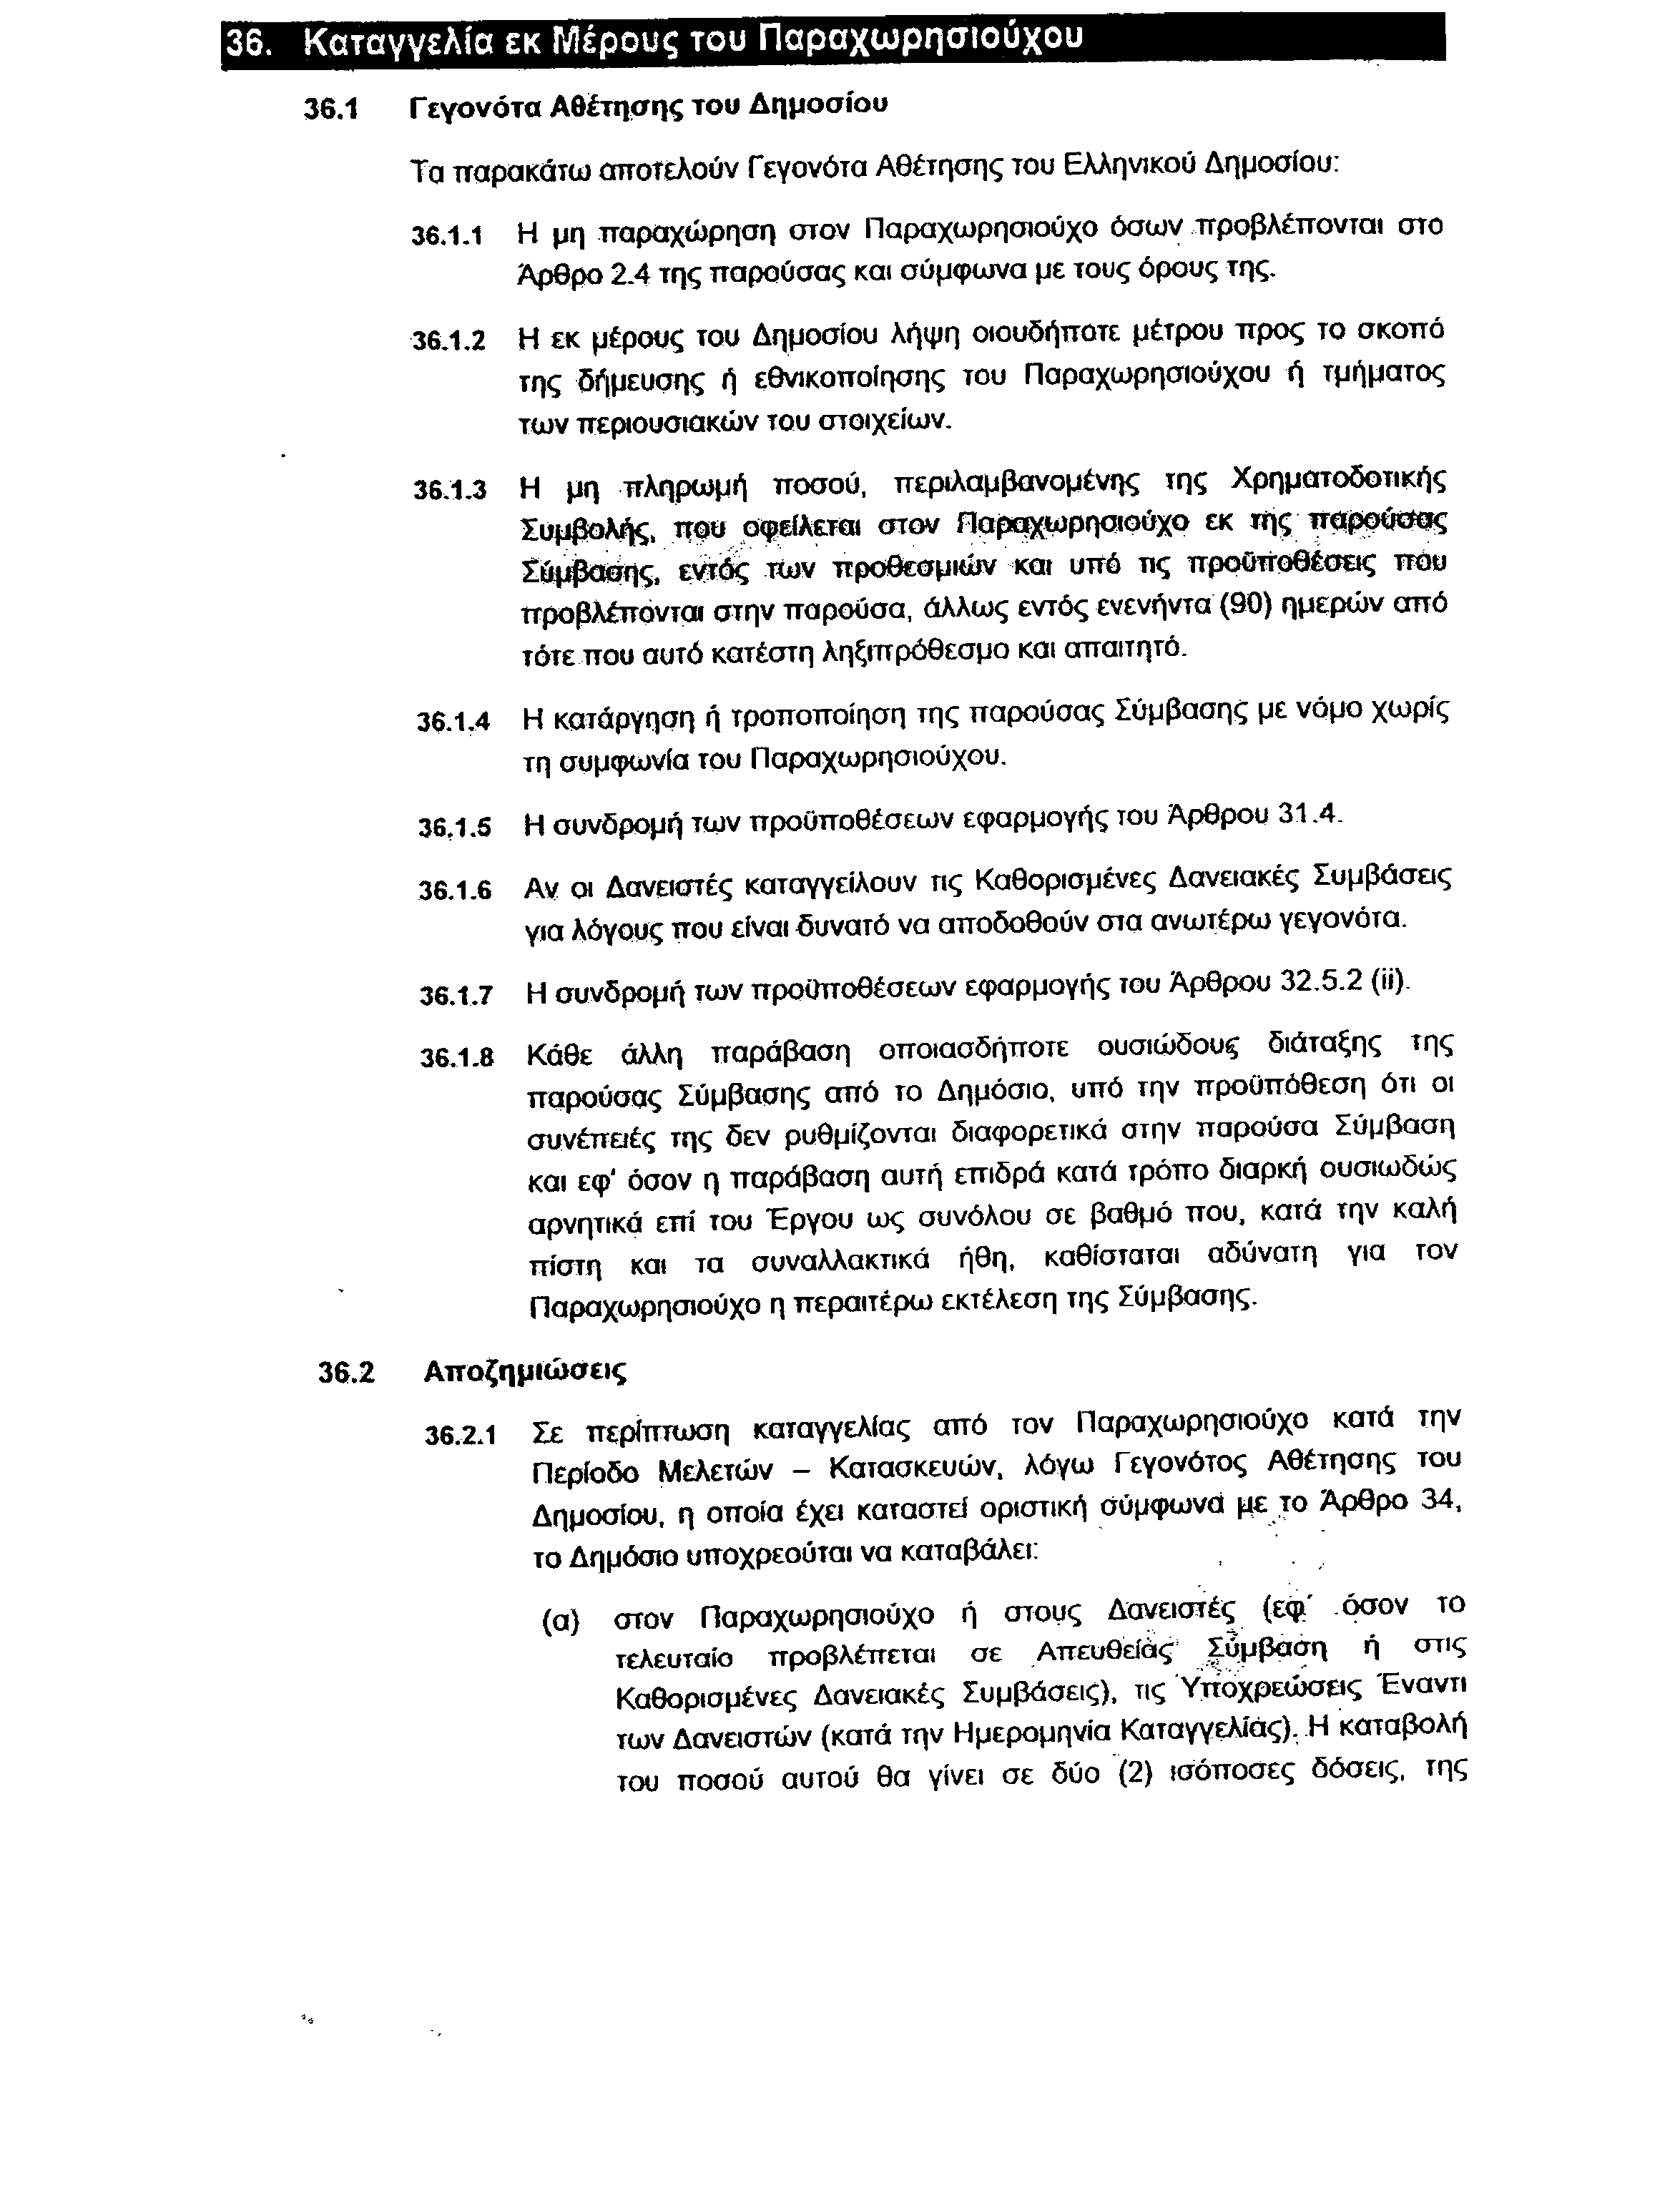 36. Καταγγελία εκ Μέρους του Παραχωρησιούχου
36.1 Γεγονότα Αθέτησης του Δημοσίου
Τα παρακάτω αποτελούν Γεγονότα Αθέτησης του Ελληνικού Δημοσίου:
36.1.1 Η μη παραχώρηση στον Παραχωρησιούχο όσων προβλέπονται στο
Άρθρο 2.4 της παρούσας και σύμφωνα με τους όρους της.
36.1.2 Η εκ μέρους του Δημοσίου λήψη οιουδήποτε μέτρου προς το σκοπό
της δήμευσης ή εθνικοποίησης του Παραχωρησιούχου ή τμήματος
των περιουσιακών του στοιχείων.
36.1.3 Η μη πληρωμή ποσού, περιλαμβανομένης της Χρηματοδοτικής
Συμβολής, που οφείλεται στον Παραχωρησιούχο εκ της παρούσας
Σύμβασης, εντός των προθεσμιών και υπό τις προϋποθέσεις που
προβλέπονται στην παρούσα, άλλως εντός ενενήντα (90) ημερών από
τότε που αυτό κατέστη ληξιπρόθεσμο και απαιτητό.
36.1.4 Η κατάργηση ή τροποποίηση της παρούσας Σύμβασης με νόμο χωρίς
τη συμφωνία του Παραχωρησιούχου.
36.1.5 Η συνδρομή των προϋποθέσεων εφαρμογής του Άρθρου 31.4.
36.1.6 Αν οι Δανειστές καταγγείλουν τις Καθορισμένες Δανειακές Συμβάσεις
για λόγους που είναι δυνατό να αποδοθούν στα ανωτέρω γεγονότα.
36.1.7 Η συνδρομή των προϋποθέσεων εφαρμογής του Άρθρου 32.5.2 (ii).
36.1.8 Κάθε άλλη παράβαση οποιασδήποτε ουσιώδους διάταξης της
παρούσας Σύμβασης από το Δημόσιο, υπό την προϋπόθεση ότι οι
συνέπειές της δεν ρυθμίζονται διαφορετικά στην παρούσα Σύμβαση
και εφ' όσον η παράβαση αυτή επιδρά κατά τρόπο διαρκή ουσιωδώς
αρνητικά επί του Έργου ως συνόλου σε βαθμό που, κατά την καλή
πίστη και τα συναλλακτικά ήθη, καθίσταται αδύνατη για τον
Παραχωρησιούχο η περαιτέρω εκτέλεση της Σύμβασης.
36.2 Αποζημιώσεις
36.2.1 Σε περίπτωση καταγγελίας από τον Παραχωρησιούχο κατά την
Περίοδο Μελετών – Κατασκευών, λόγω Γεγονότος Αθέτησης του
Δημοσίου, η οποία έχει καταστεί οριστική σύμφωνα με το Άρθρο 34,
το Δημόσιο υποχρεούται να καταβάλει:
(α) στον Παραχωρησιούχο ή στους Δανειστές (εφ' όσον το
τελευταίο προβλέπεται σε Απευθείας Σύμβαση ή στις
Καθορισμένες Δανειακές Συμβάσεις), τις Υποχρεώσεις Έναντι
των Δανειστών (κατά την Ημερομηνία Καταγγελίας). Η καταβολή
του ποσού αυτού θα γίνει σε δύο (2) ισόποσες δόσεις, της